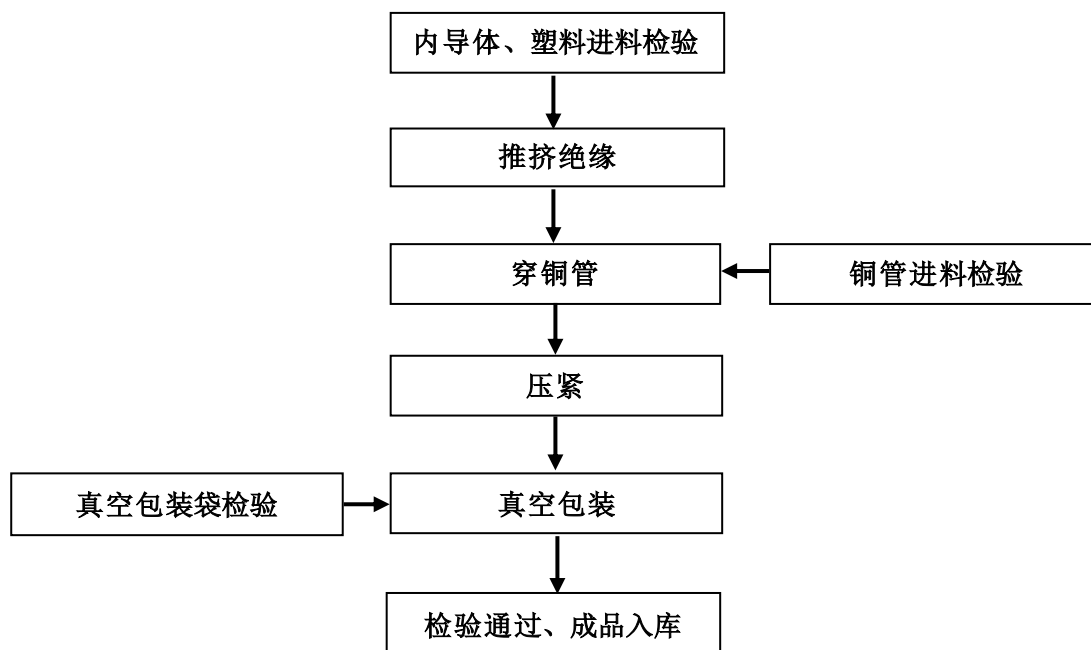 内导体、塑料进料检验
推挤绝缘
穿铜管
铜管进料检验
压紧
真空包装袋检验
真空包装
检验通过、成品入库